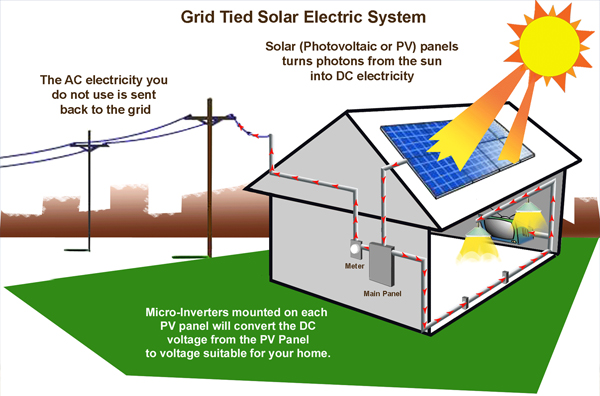 Grid Tied Solar Electric System
Solar (Photovoltaic or PV) panels
turns photons from the sun
into DC electricity
The AC electricity you
do not use is sent
back to the grid
Meter
Main Panel
Micro-Inverters mounted on each
PV panel will convert the DC
voltage from the PV Panel
to voltage suitable for your home.